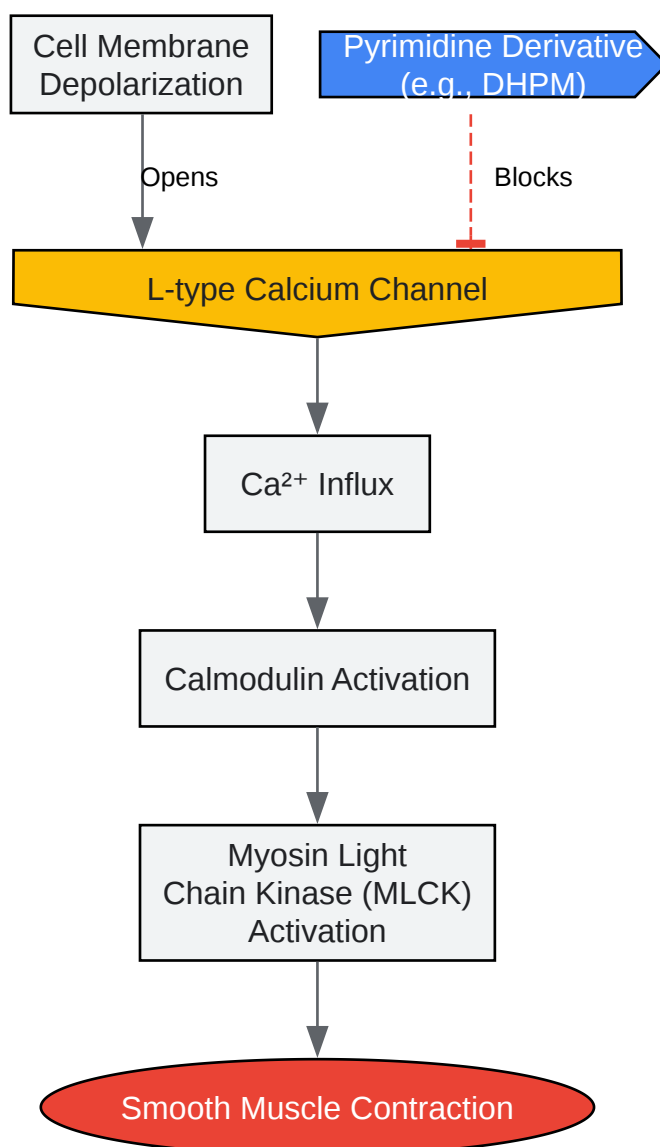 Cell Membrane
Depolarization
Pyrimidine Derivative
(e.g., DHPM)
Opens
Blocks
L-type Calcium Channel
Ca²⁺ Influx
Calmodulin Activation
Myosin Light
Chain Kinase (MLCK)
Activation
Smooth Muscle Contraction